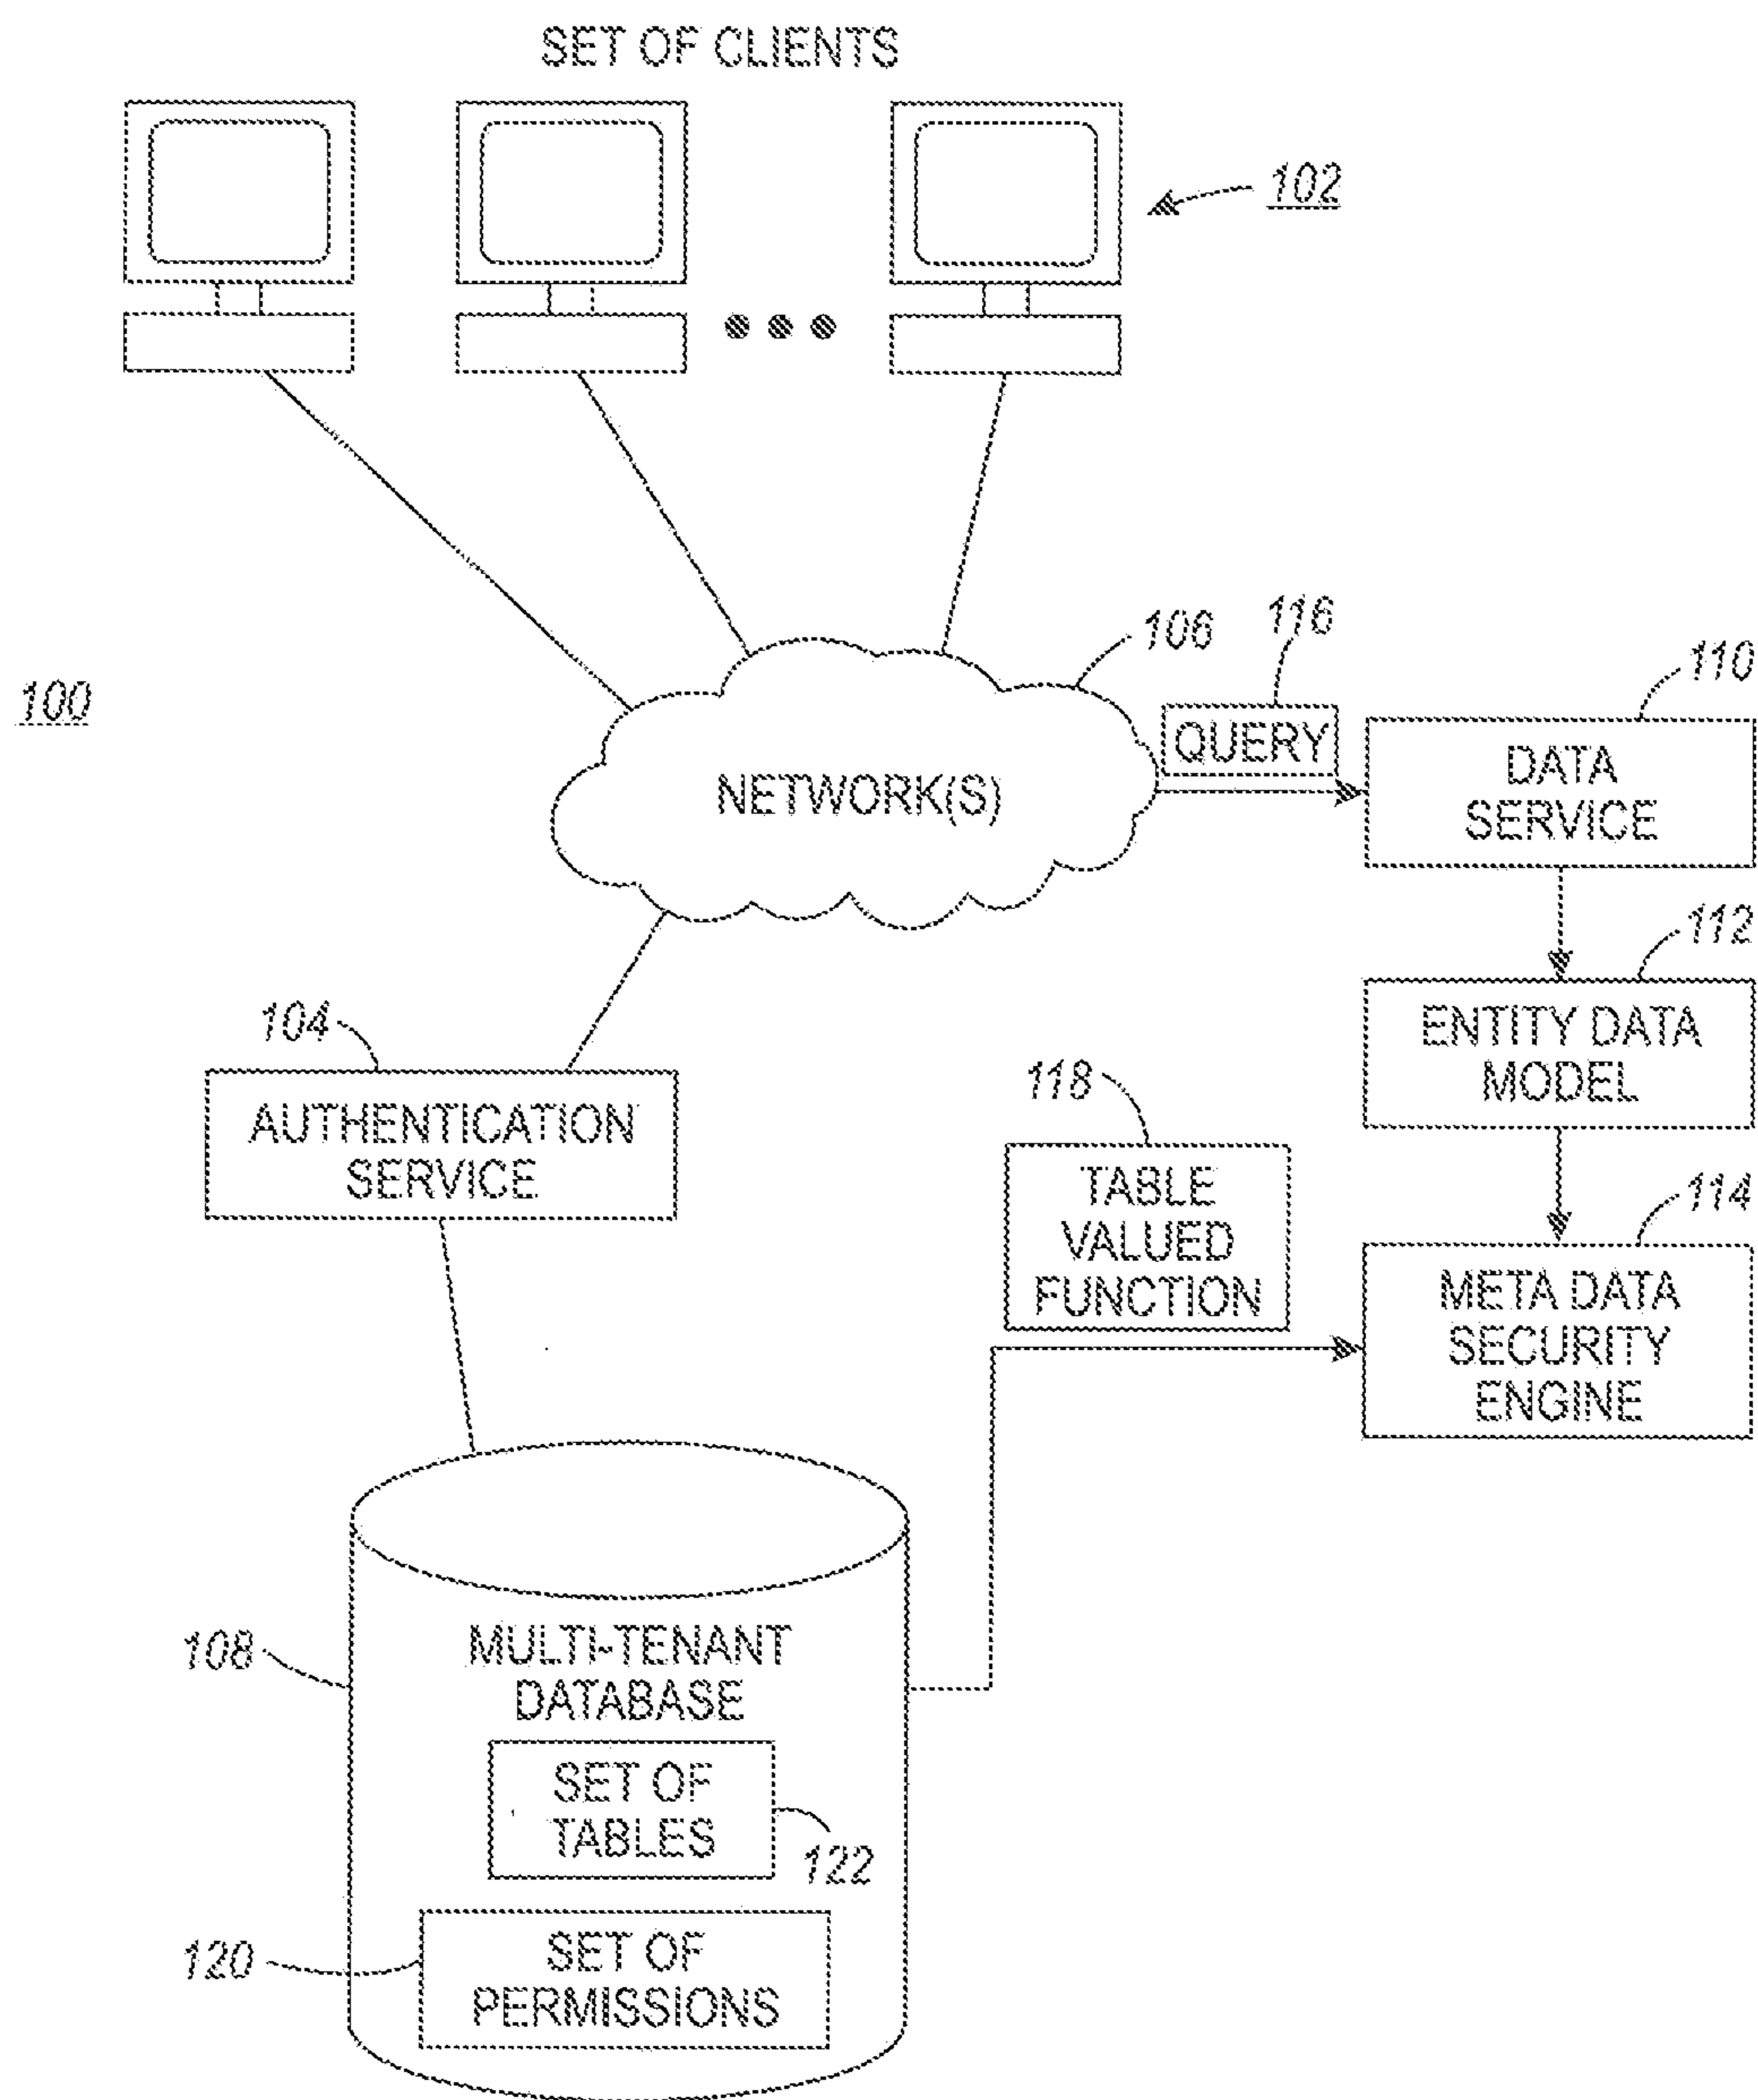 SET OF CLIENTS
102
116
106
110
100
QUERY
DATA
SERVICE
NETWORK(S)
112
104
ENTITY DATA
MODEL
118
AUTHENTICATION
SERVICE
TABLE
VALUED
FUNCTION
114
META DATA
SECURITY
ENGINE
108
MULTI-TENANT
DATABASE
SET OF
TABLES
122
120
SET OF
PERMISSIONS